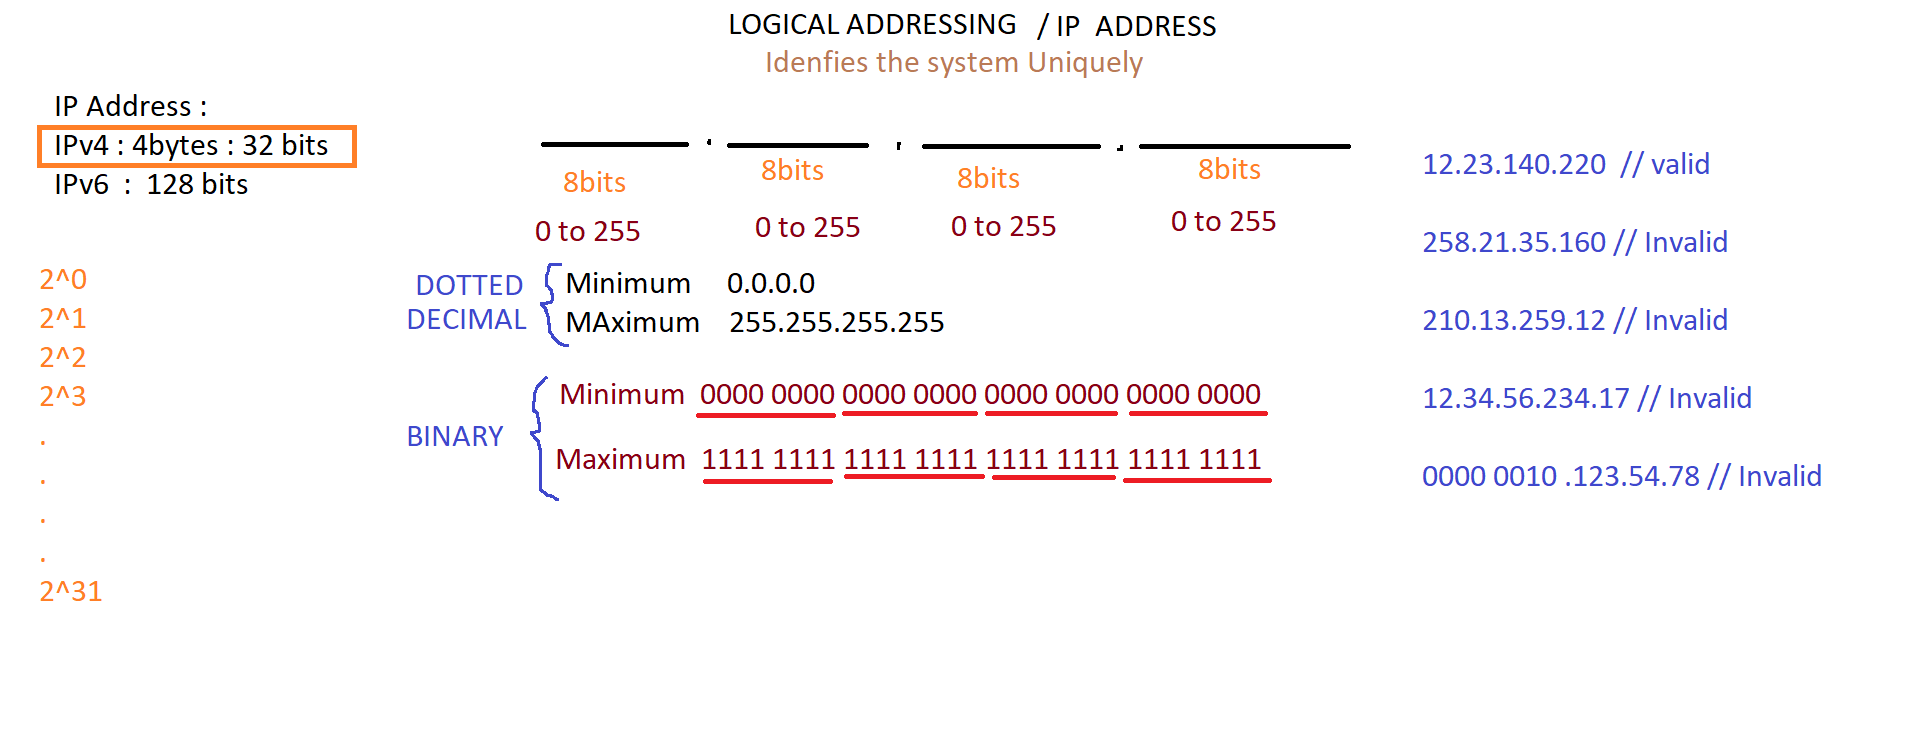 LOGICAL ADDRESSING / IP ADDRESS
Idenfies the system Uniquely
IP Address :
IPv4 : 4bytes : 32 bits
IPv6 : 128 bits
2^0
2^1
2^2
2^3
.
.
.
.
2^31
. . .
8bits 8bits 8bits 8bits
0 to 255 0 to 255 0 to 255 0 to 255
DOTTED
DECIMAL
Minimum 0.0.0.0
MAximum 255.255.255.255
BINARY
Minimum 0000 0000 0000 0000 0000 0000 0000 0000
Maximum 1111 1111 1111 1111 1111 1111 1111 1111
12.23.140.220 // valid
258.21.35.160 // Invalid
210.13.259.12 // Invalid
12.34.56.234.17 // Invalid
0000 0010 .123.54.78 // Invalid